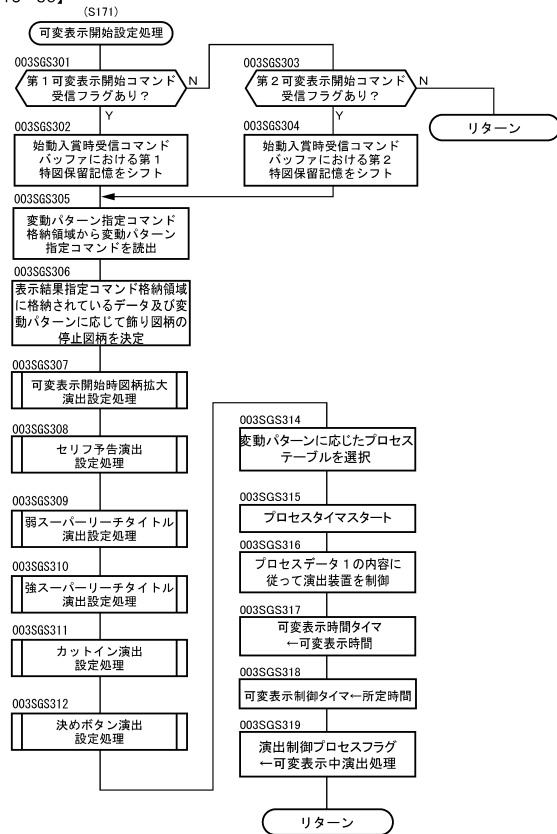 (S171)
可変表示開始設定処理
003SGS301
第1可変表示開始コマンド
受信フラグあり？
N
Y
003SGS303
第2可変表示開始コマンド
受信フラグあり？
N
Y
リターン
003SGS302
始動入賞時受信コマンド
バッファにおける第1
特図保留記憶をシフト
003SGS304
始動入賞時受信コマンド
バッファにおける第2
特図保留記憶をシフト
003SGS305
変動パターン指定コマンド
格納領域から変動パターン
指定コマンドを読出
003SGS306
表示結果指定コマンド格納領域
に格納されているデータ及び変
動パターンに応じて飾り図柄の
停止図柄を決定
003SGS307
可変表示開始時図柄拡大
演出設定処理
003SGS308
セリフ予告演出
設定処理
003SGS309
弱スーパーリーチタイトル
演出設定処理
003SGS310
強スーパーリーチタイトル
演出設定処理
003SGS311
カットイン演出
設定処理
003SGS312
決めボタン演出
設定処理
003SGS314
変動パターンに応じたプロセス
テーブルを選択
003SGS315
プロセスタイマスタート
003SGS316
プロセスデータ1の内容に
従って演出装置を制御
003SGS317
可変表示時間タイマ
←可変表示時間
003SGS318
可変表示制御タイマ←所定時間
003SGS319
演出制御プロセスフラグ
←可変表示中演出処理
リターン